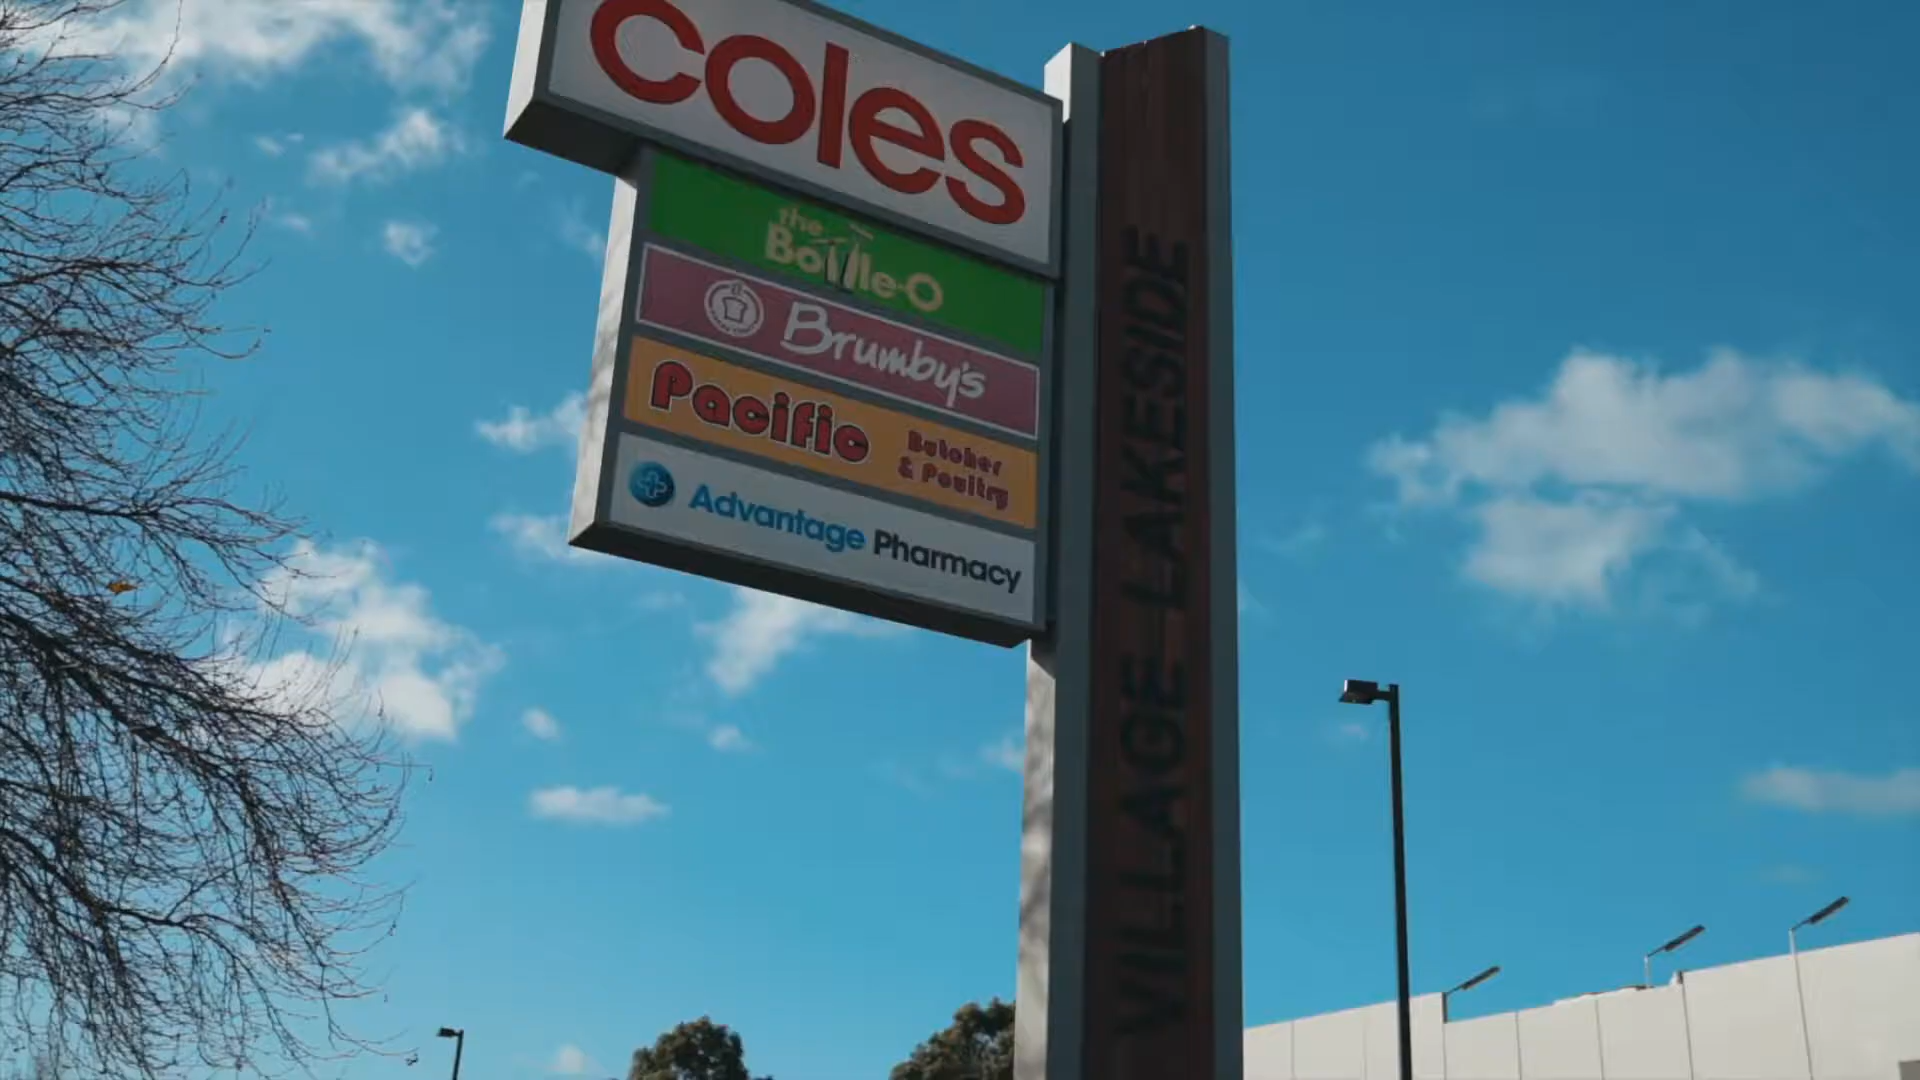 coles
the
Bottle-O
Brumby's
Pacific
Butcher
& Poultry
Advantage Pharmacy
VILLAGE LAKESIDE